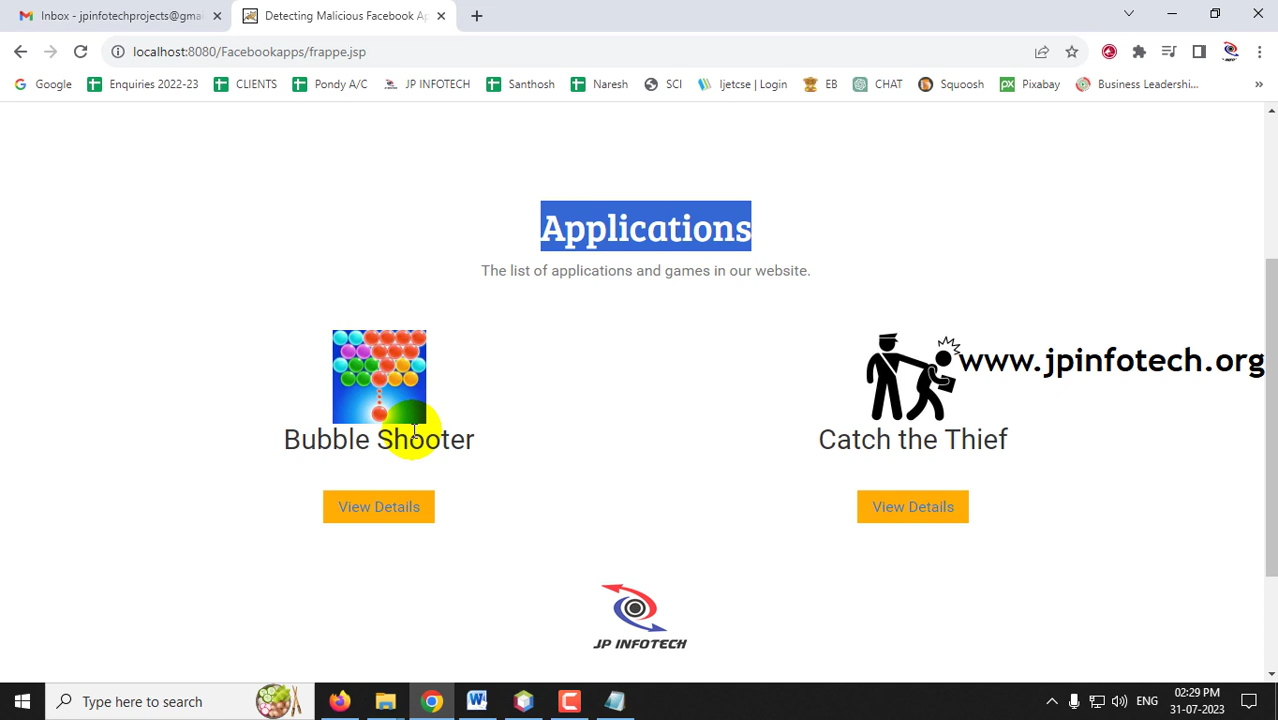 Inbox - jpinfotechprojects@gmai
Detecting Malicious Facebook Ap
localhost:8080/Facebookapps/frappe.jsp
Google
Enquiries 2022-23
CLIENTS
Pondy A/C
JP INFOTECH
Santhosh
Naresh
SCI
Ijetcse | Login
EB
CHAT
Squoosh
px
Pixabay
Business Leadershi...
Applications
The list of applications and games in our website.
www.jpinfotech.org
Bubble Shooter
Catch the Thief
View Details
View Details
JP INFOTECH
Type here to search
ENG
02:29 PM
31-07-2023